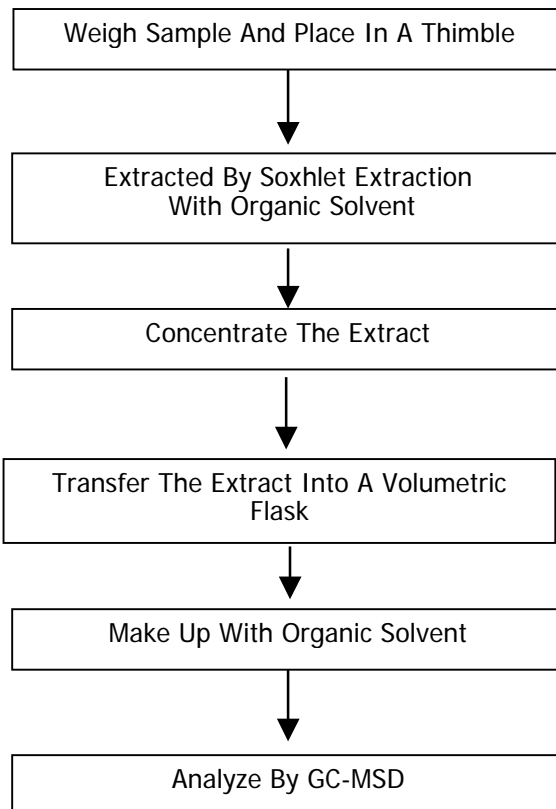 Weigh Sample And Place In A Thimble
Extracted By Soxhlet Extraction
With Organic Solvent
Concentrate The Extract
Transfer The Extract Into A Volumetric
Flask
Make Up With Organic Solvent
Analyze By GC-MSD